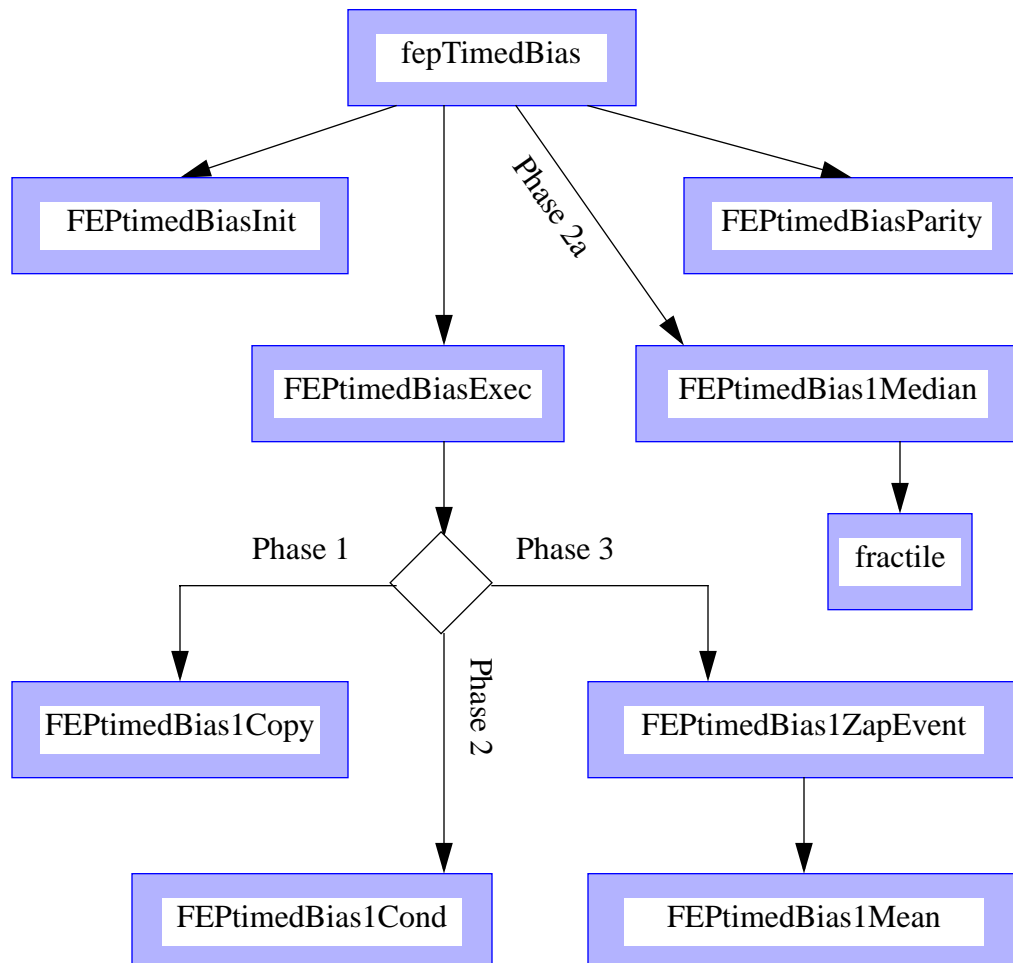 fepTimedBias
FEPtimedBiasInit
Phase 2a
FEPtimedBiasParity
FEPtimedBiasExec
FEPtimedBias1Median
Phase 1
Phase 3
fractile
Phase 2
FEPtimedBias1Copy
FEPtimedBias1ZapEvent
FEPtimedBias1Cond
FEPtimedBias1Mean